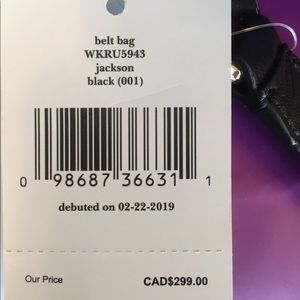 belt bag
WKRU5943
jackson
black (001)
0 98687 36631 1
debuted on 02-22-2019
Our Price CAD$299.00